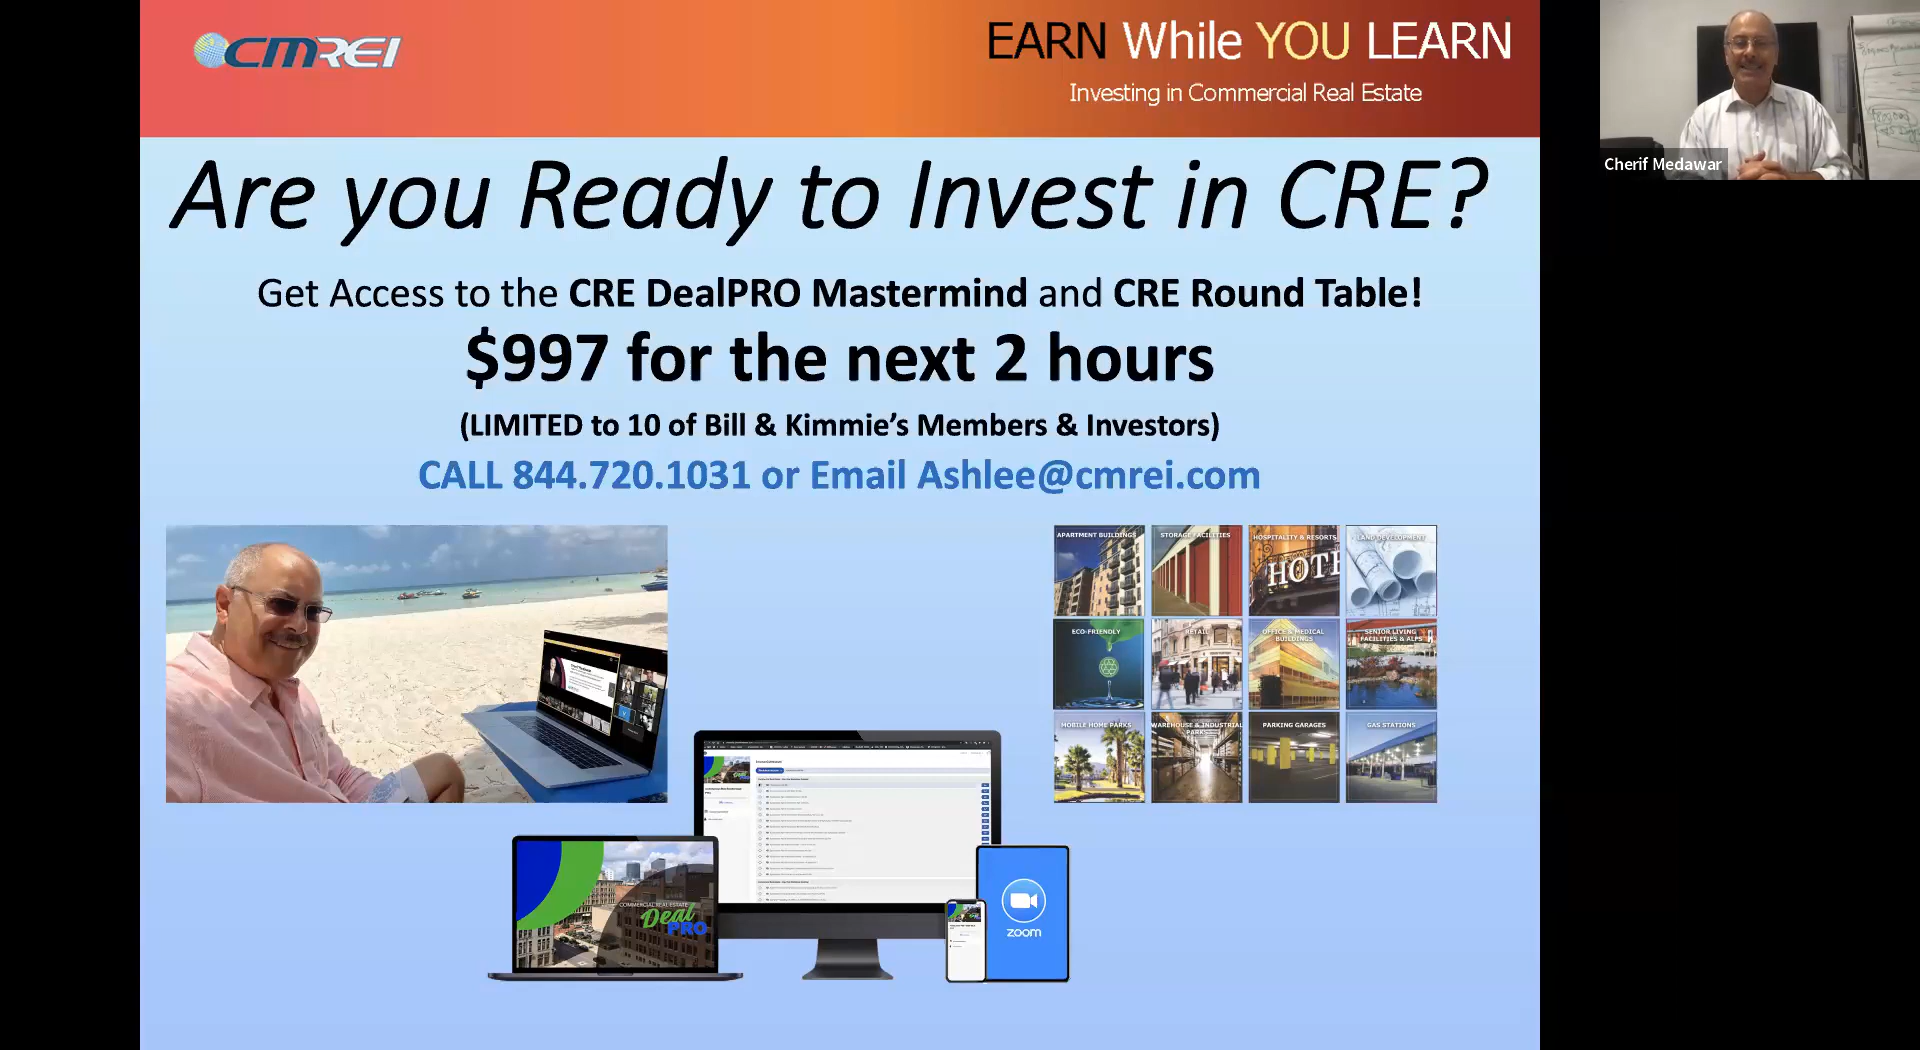 CMREI
EARN While YOU LEARN
Investing in Commercial Real Estate
Cherif Medawar
Are you Ready to Invest in CRE?
Get Access to the CRE DealPRO Mastermind and CRE Round Table!
$997 for the next 2 hours
(LIMITED to 10 of Bill & Kimmie's Members & Investors)
CALL 844.720.1031 or Email Ashlee@cmrei.com
APARTMENT BUILDINGS
STORAGE FACILITIES
HOSPITALITY & RESORTS
HOTE
LAND DEVELOPMENT
ECO-FRIENDLY
RETAIL
OFFICE & MEDICAL
BUILDINGS
SENIOR LIVING
FACILITIES & ALFS
MOBILE HOME PARKS
WAREHOUSE & INDUSTRIAL
PARKS
PARKING GARAGES
GAS STATIONS
COMMERCIAL REAL ESTATE
Deal
PRO
zoom